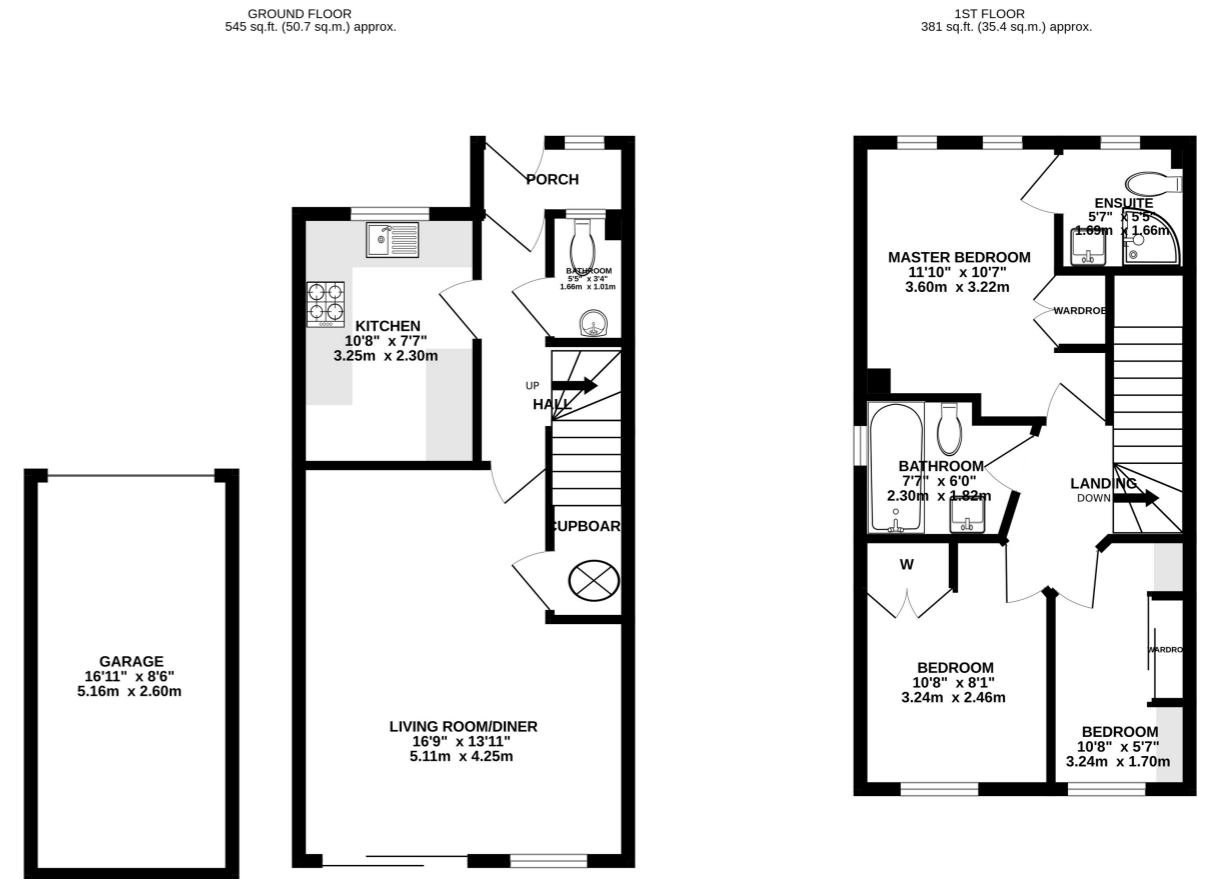 GROUND FLOOR
545 sq.ft. (50.7 sq.m.) approx.
1ST FLOOR
381 sq.ft. (35.4 sq.m.) approx.
PORCH
BATHROOM
5'5" x 3'4"
1.66m x 1.01m
KITCHEN
10'8" x 7'7"
3.25m x 2.30m
UP
HALL
CUPBOAR
GARAGE
16'11" x 8'6"
5.16m x 2.60m
LIVING ROOM/DINER
16'9" x 13'11"
5.11m x 4.25m
ENSUITE
5'7" x 5'5"
1.69m x 1.66m
MASTER BEDROOM
11'10" x 10'7"
3.60m x 3.22m
WARDROBE
BATHROOM
7'7" x 6'0"
2.30m x 1.82m
LANDING
DOWN
W
WARDRO
BEDROOM
10'8" x 8'1"
3.24m x 2.46m
BEDROOM
10'8" x 5'7"
3.24m x 1.70m